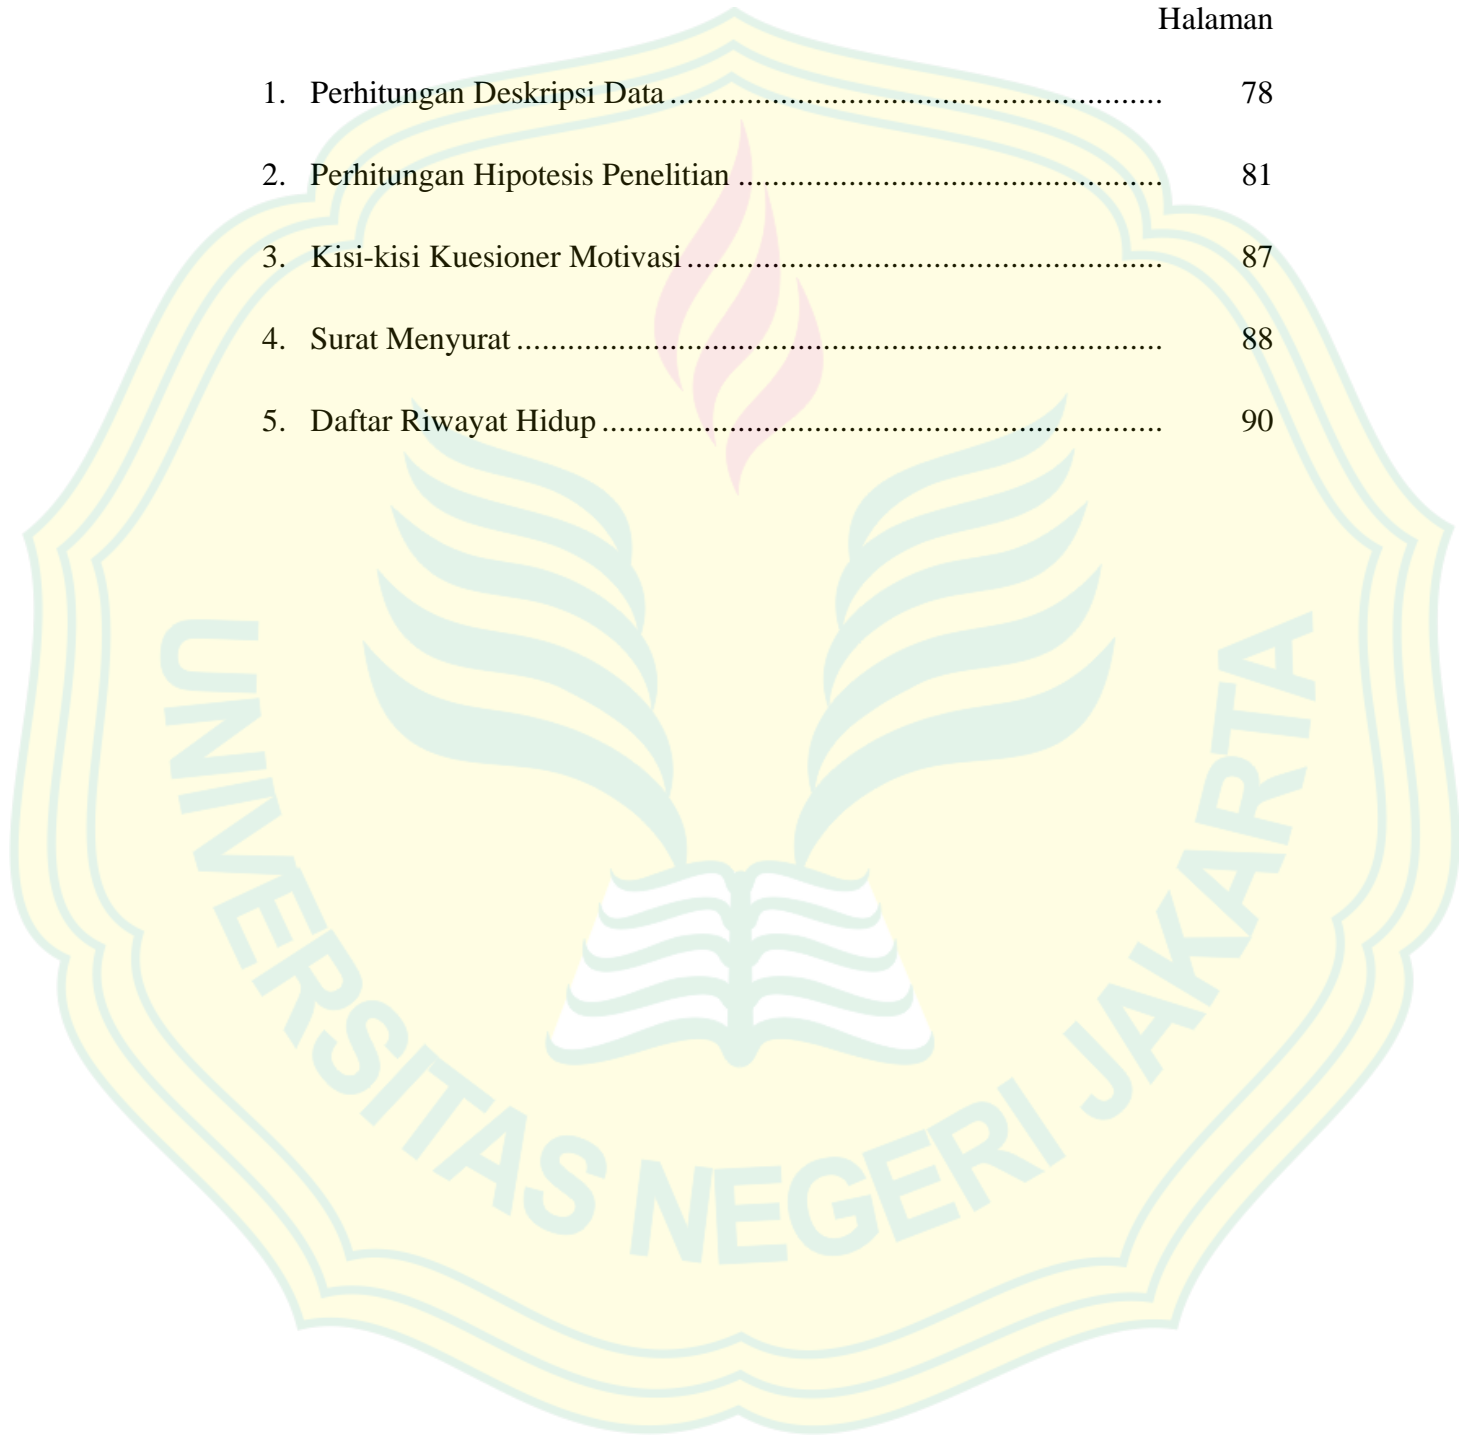 Halaman
1. Perhitungan Deskripsi Data ........................................................... 78
2. Perhitungan Hipotesis Penelitian ................................................... 81
3. Kisi-kisi Kuesioner Motivasi ......................................................... 87
4. Surat Menyurat ............................................................................. 88
5. Daftar Riwayat Hidup ................................................................... 90
UNIVERSITAS NEGERI JAKARTA